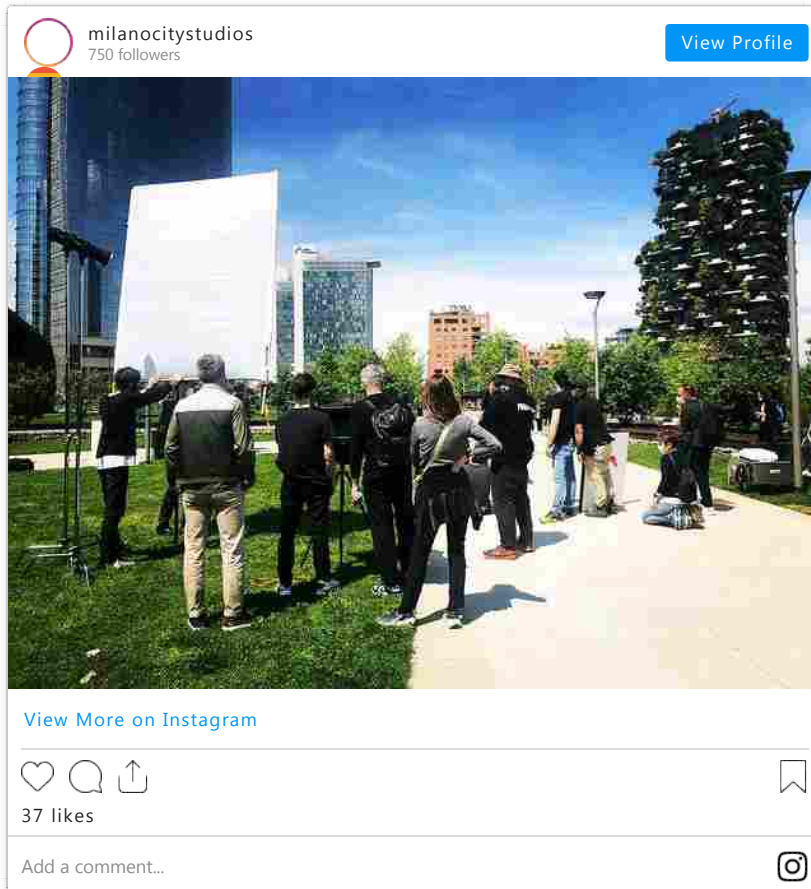 milanocitystudios
750 followers
View Profile
View More on Instagram
37 likes
Add a comment...